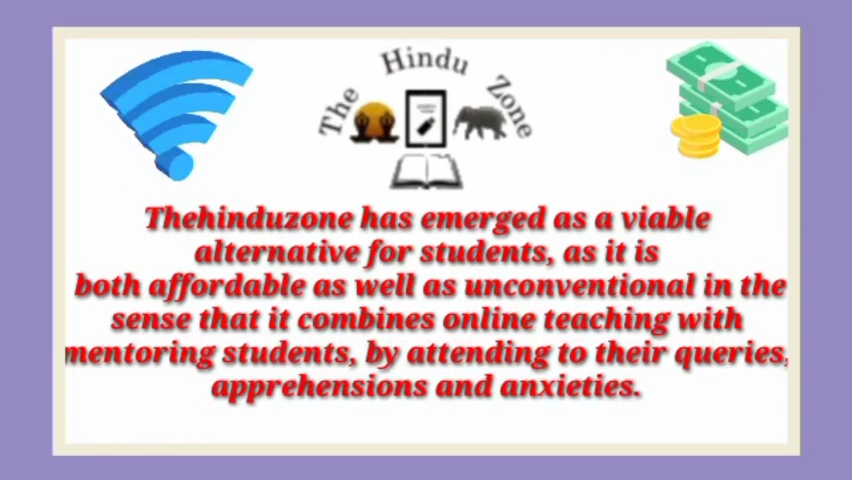 The Hindu Zone
Thehinduzone has emerged as a viable
alternative for students, as it is
both affordable as well as unconventional in the
sense that it combines online teaching with
mentoring students, by attending to their queries,
apprehensions and anxieties.